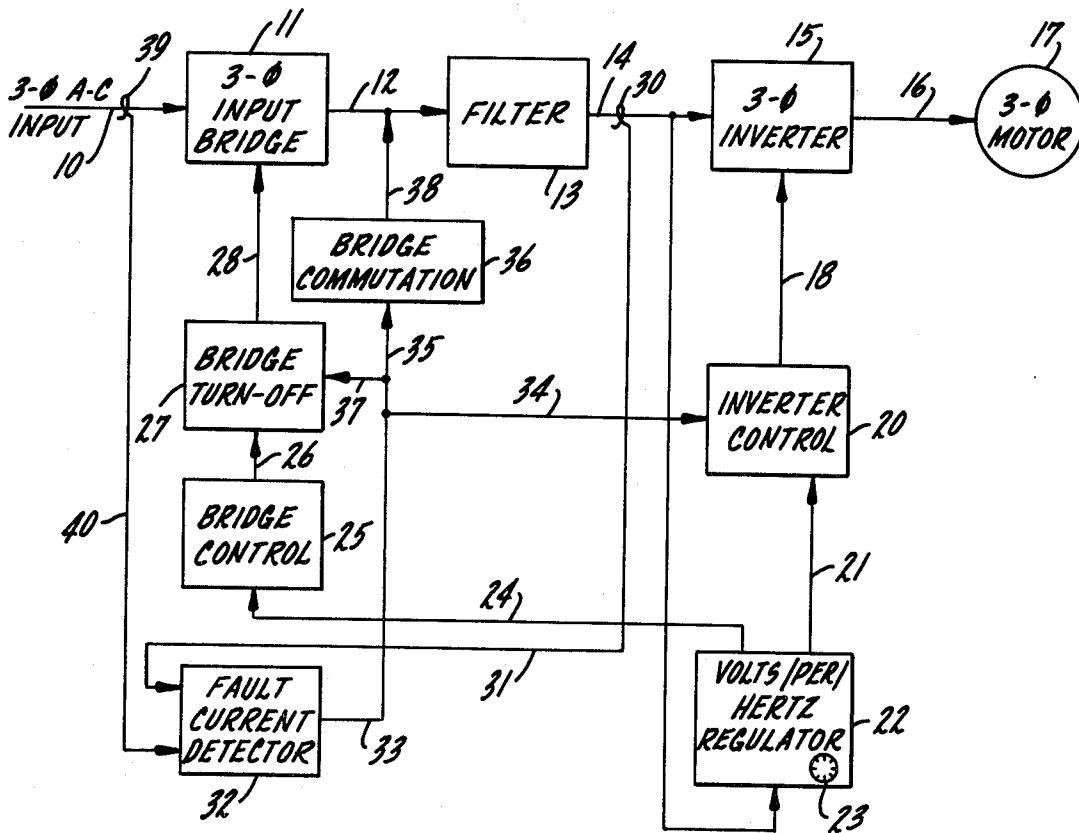 39
11
3-Φ A-C
INPUT
10
3-Φ
INPUT
BRIDGE
12
FILTER
13
14
30
15
3-Φ
INVERTER
16
17
3-Φ
MOTOR
28
38
BRIDGE
COMMUTATION
36
18
BRIDGE
TURN-OFF
27
35
37
34
INVERTER
CONTROL
20
26
40
BRIDGE
CONTROL
25
24
21
31
FAULT
CURRENT
DETECTOR
32
33
VOLTS/PER/
HERTZ
REGULATOR
22
23